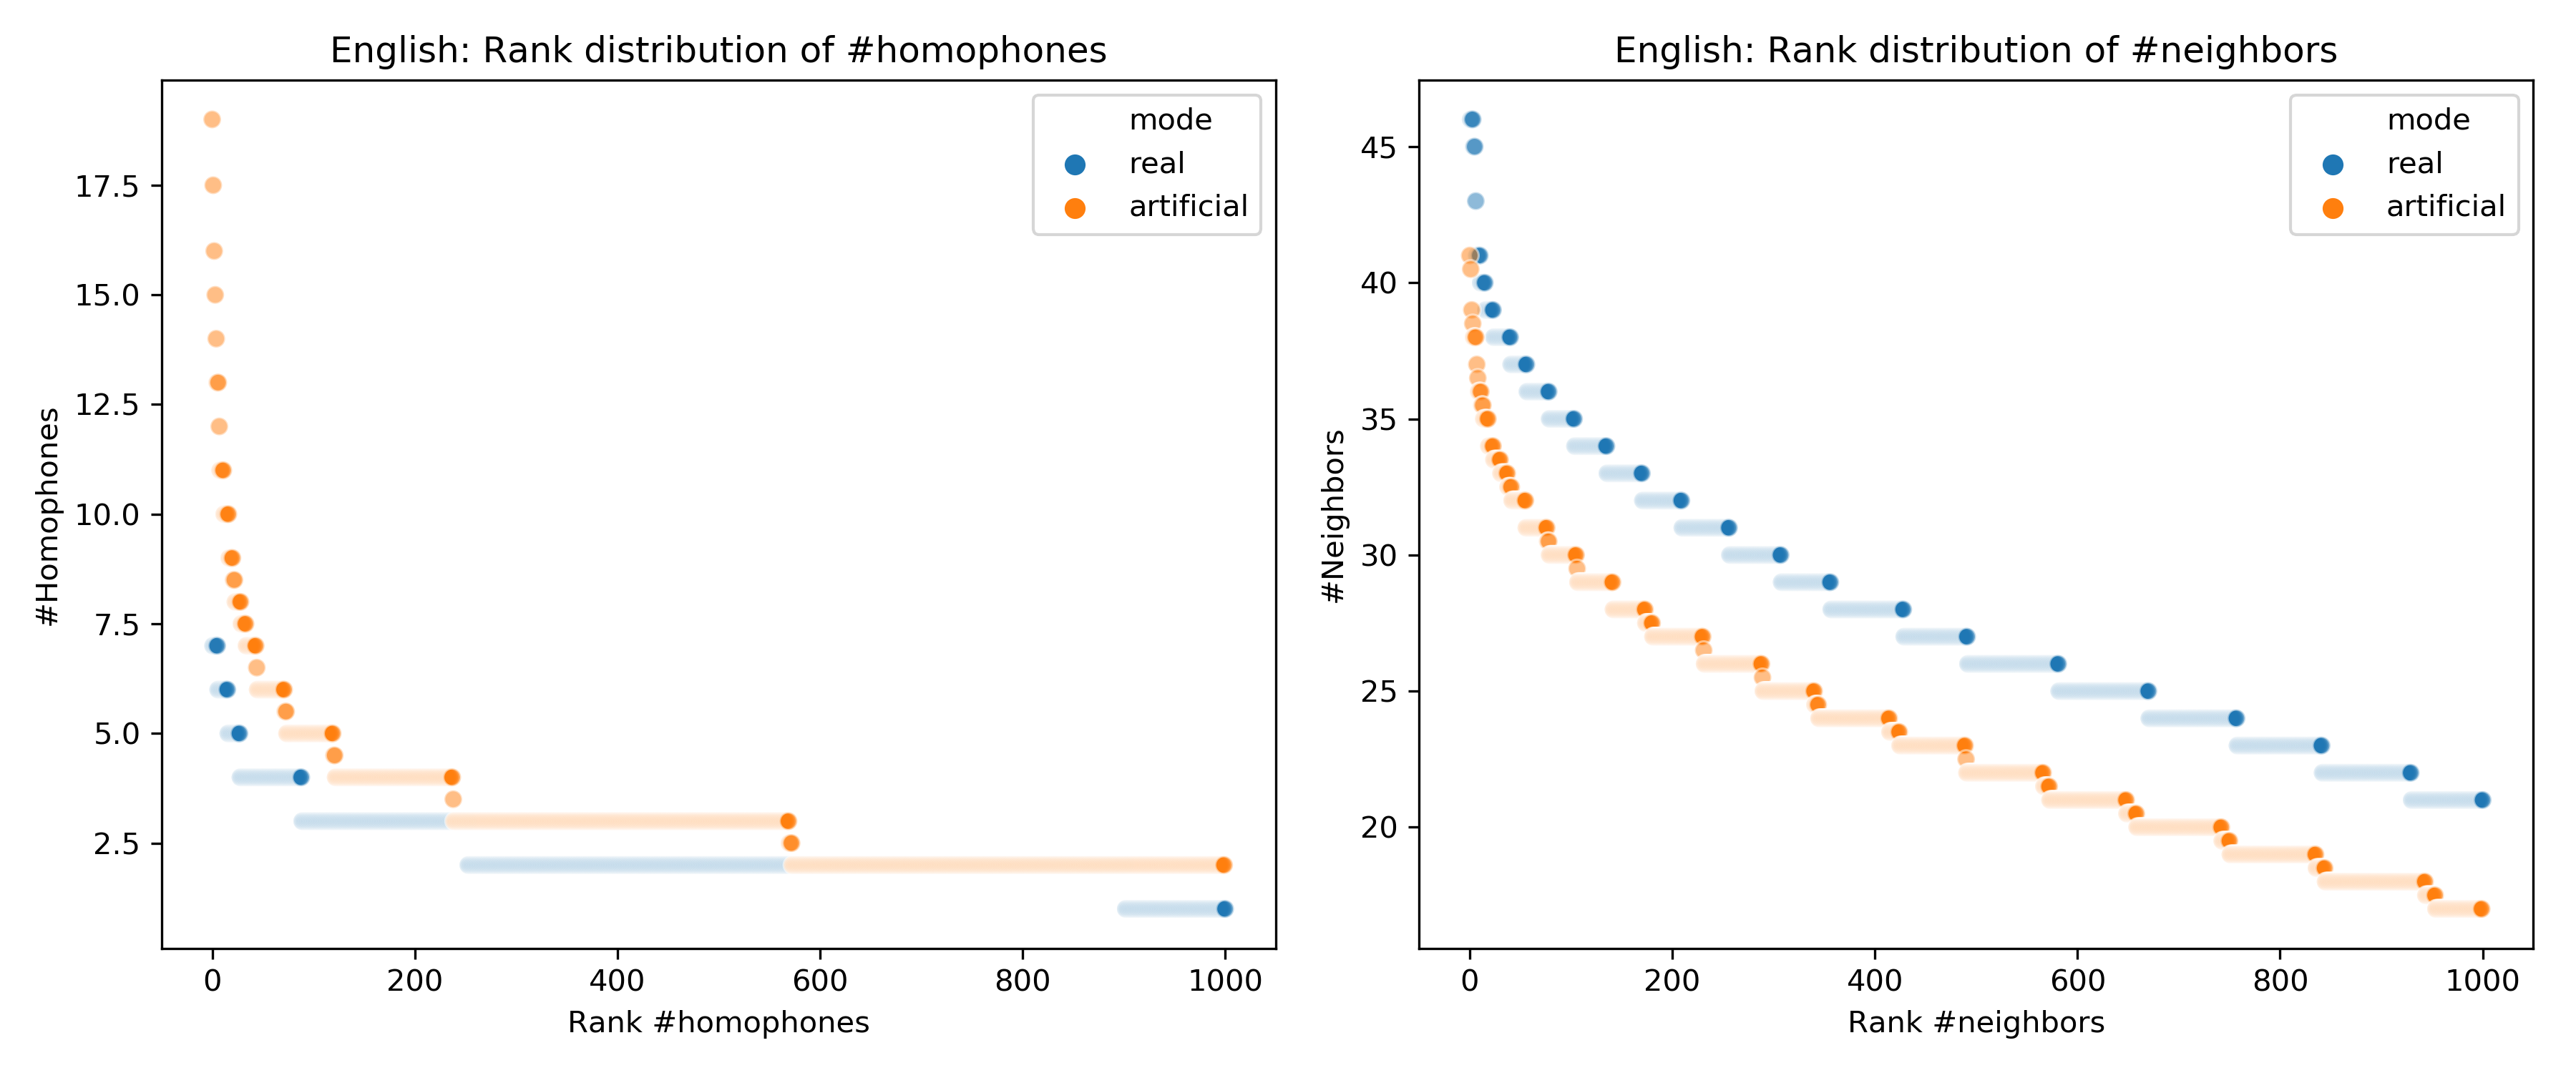 English: Rank distribution of #homophones
mode
real
artificial
17.5
15.0
12.5
10.0
7.5
5.0
2.5
#Homophones
0 200 400 600 800 1000
Rank #homophones
English: Rank distribution of #neighbors
mode
real
artificial
45
40
35
30
25
20
#Neighbors
0 200 400 600 800 1000
Rank #neighbors